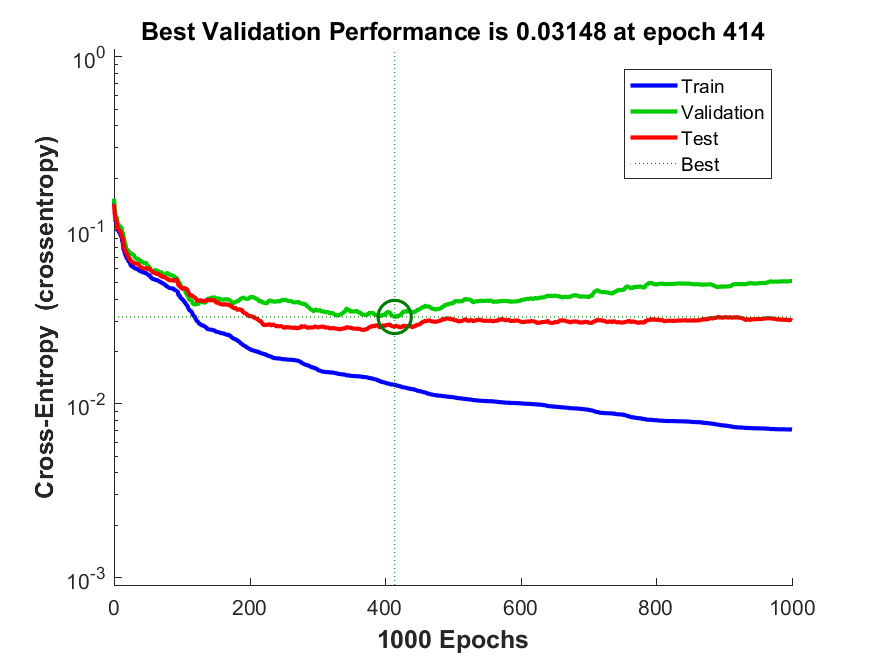 Best Validation Performance is 0.03148 at epoch 414
Cross-Entropy (crossentropy)
10^0
10^-1
10^-2
10^-3
Train
Validation
Test
Best
0 200 400 600 800 1000
1000 Epochs